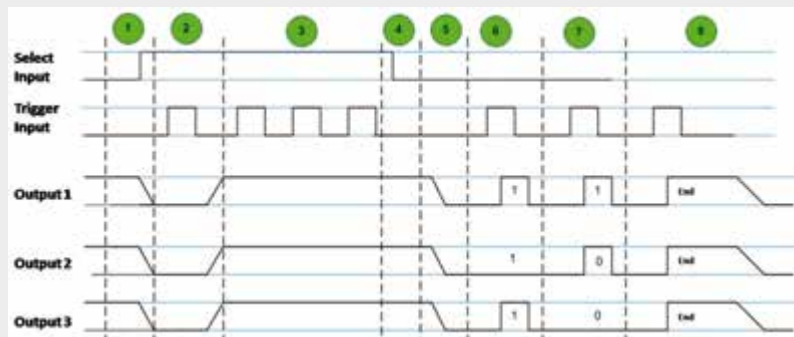 1 2 3 4 5 6 7 8
Select
Input
Trigger
Input
Output 1
1 1 End
Output 2
1 0 End
Output 3
1 0 End